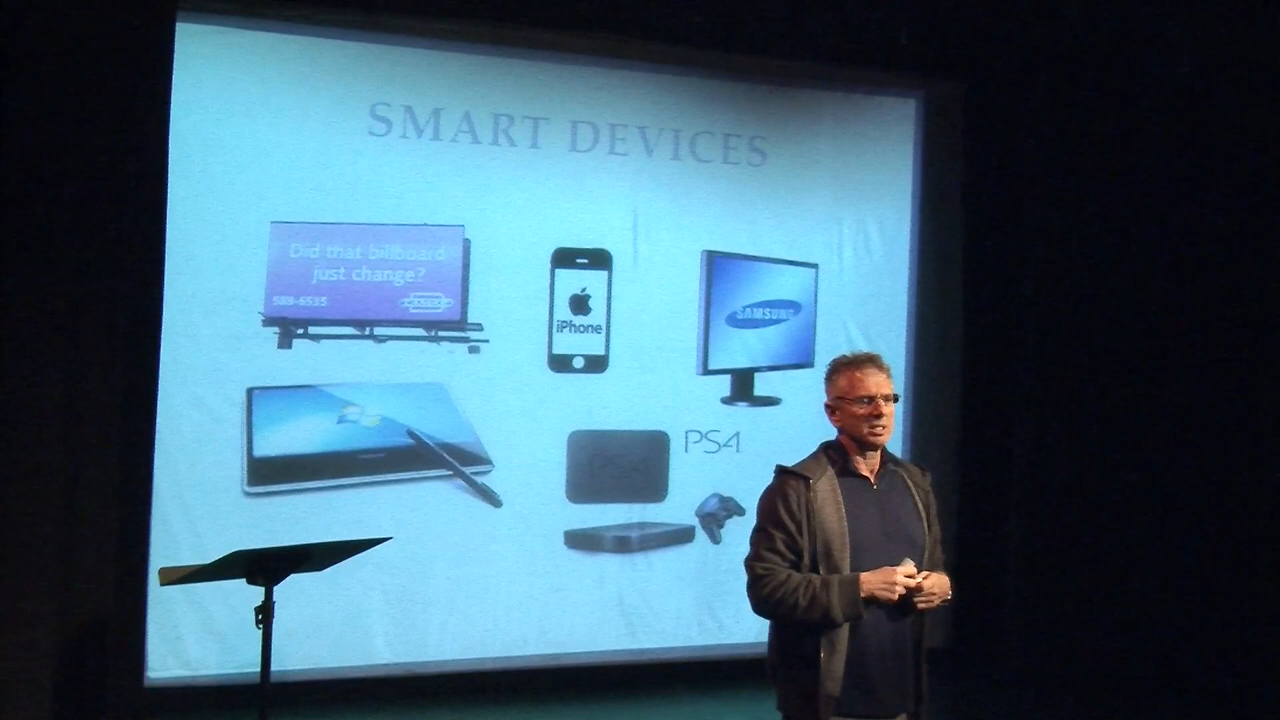 SMART DEVICES
Did that billboard
just change?
589-6535
iPhone
SAMSUNG
PS4